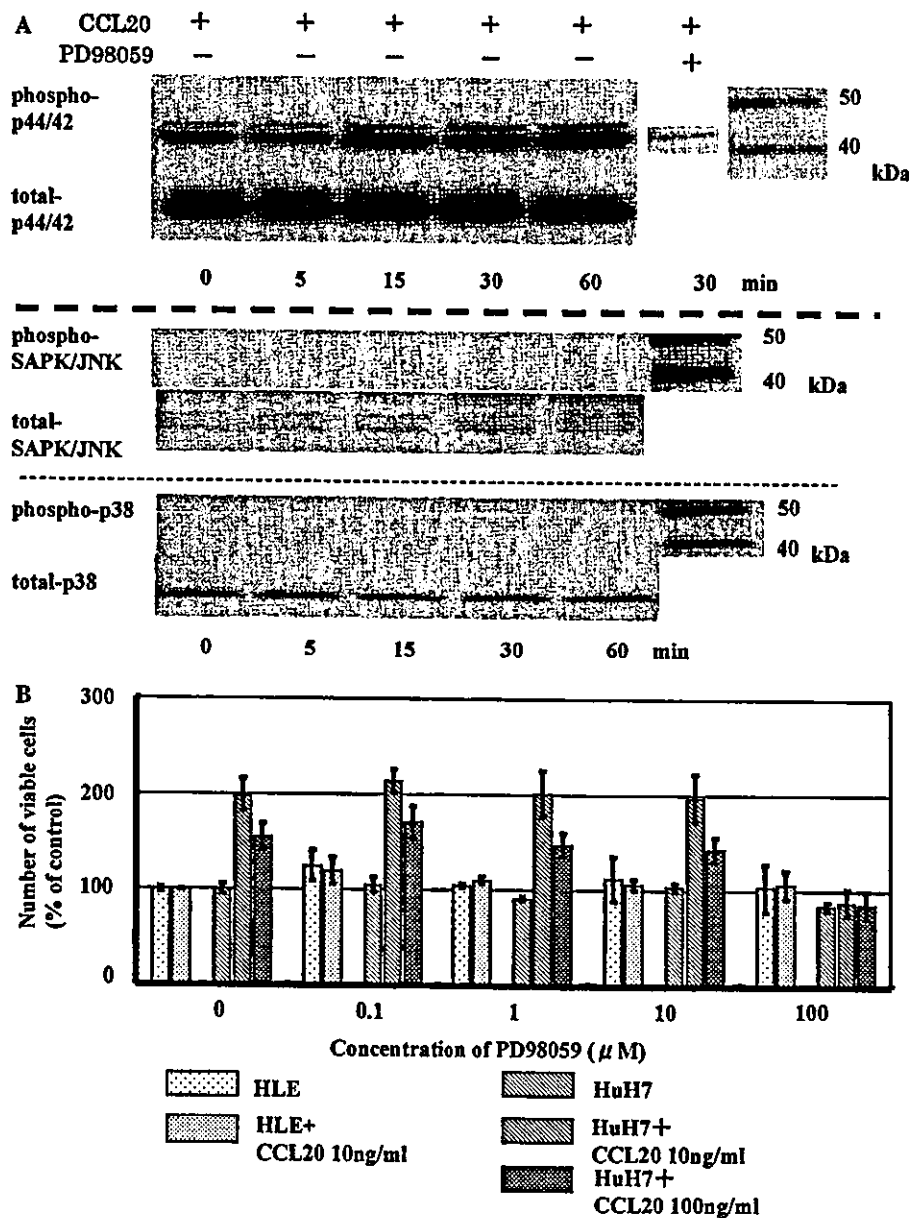 A CCL20 + + + + + +
PD98059 − − − − − +
phospho-
p44/42
50
40
kDa
total-
p44/42
0 5 15 30 60 30 min
phospho-
SAPK/JNK
50
40 kDa
total-
SAPK/JNK
phospho-p38
50
40 kDa
total-p38
0 5 15 30 60 min
B
Number of viable cells
(% of control)
300
200
100
0
0 0.1 1 10 100
Concentration of PD98059 (μM)
HLE
HLE+
CCL20 10ng/ml
HuH7
HuH7+
CCL20 10ng/ml
HuH7+
CCL20 100ng/ml